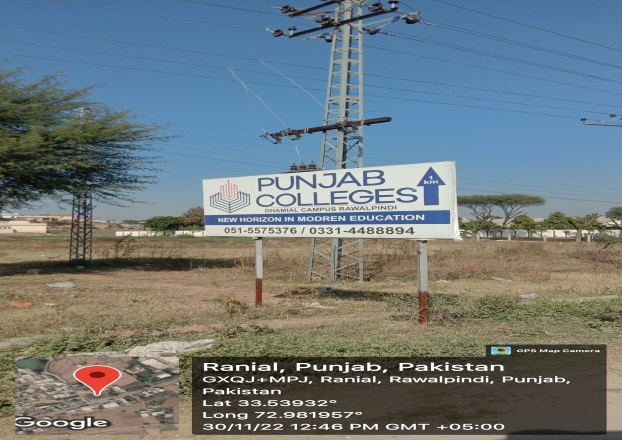 PUNJAB
COLLEGES
1
km
DHAMIAL CAMPUS RAWALPINDI
NEW HORIZON IN MODREN EDUCATION
051-5575376 / 0331-4488894
GPS Map Camera
Ranial, Punjab, Pakistan
GXQJ+MPJ, Ranial, Rawalpindi, Punjab,
Pakistan
Lat 33.53932°
Long 72.981957°
30/11/22 12:46 PM GMT +05:00
Google